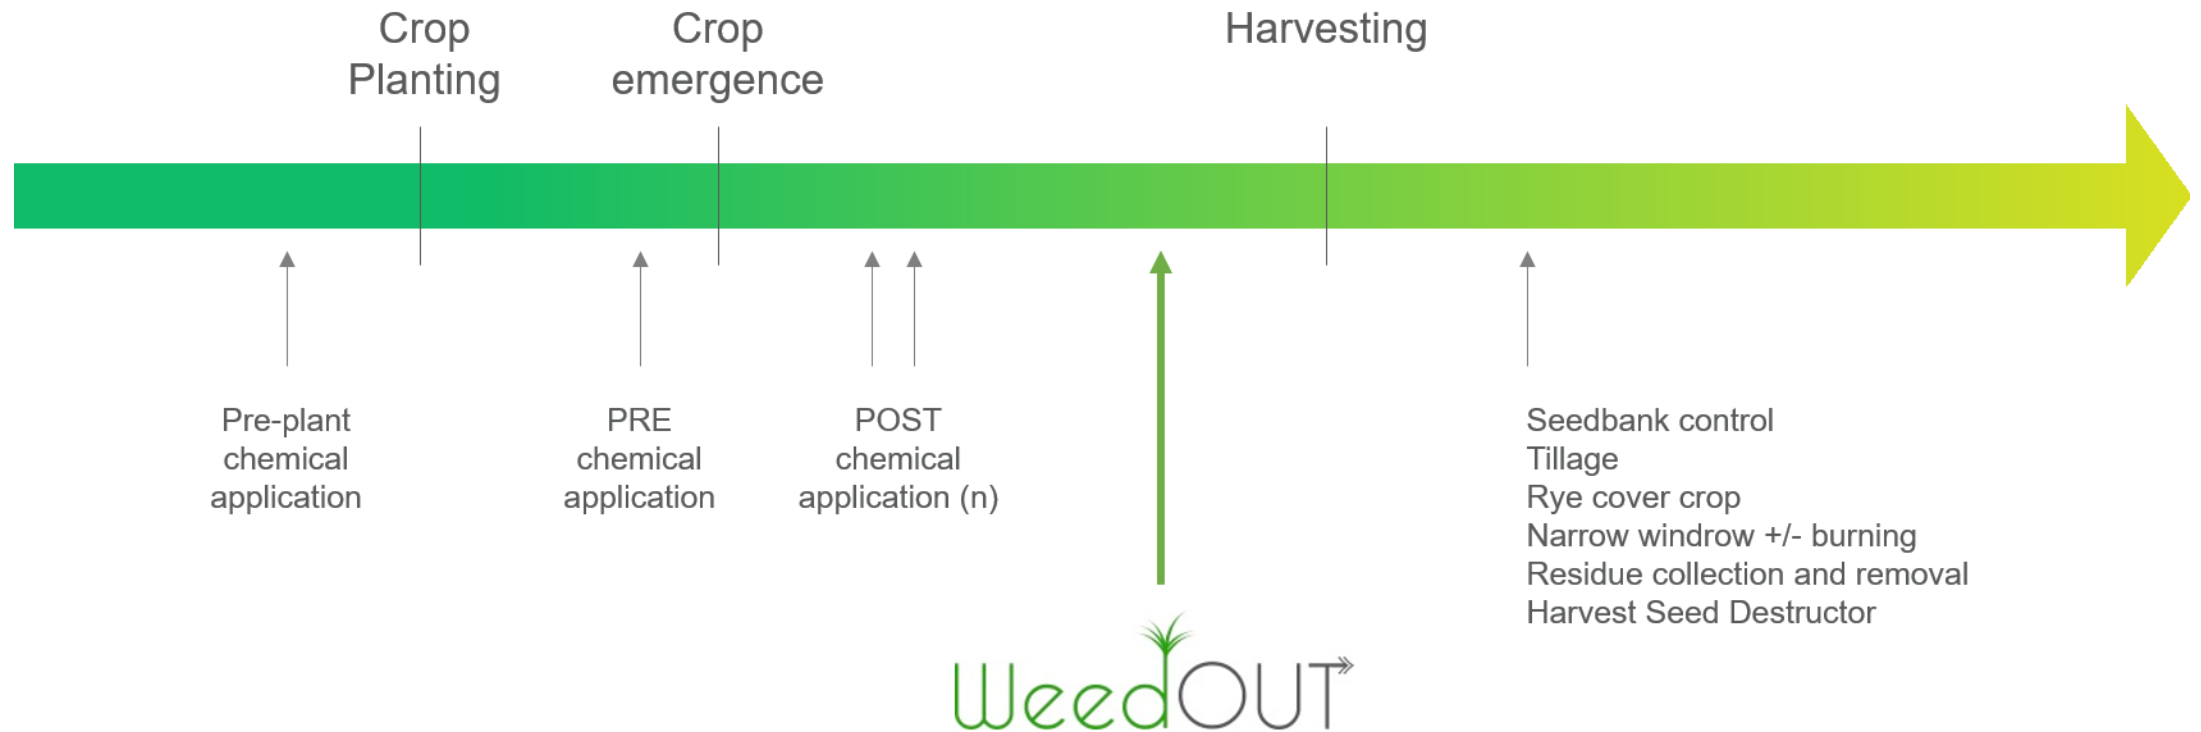 Crop
Planting
Crop
emergence
Harvesting
Pre-plant
chemical
application
PRE
chemical
application
POST
chemical
application (n)
Seedbank control
Tillage
Rye cover crop
Narrow windrow +/- burning
Residue collection and removal
Harvest Seed Destructor
WeedOUT